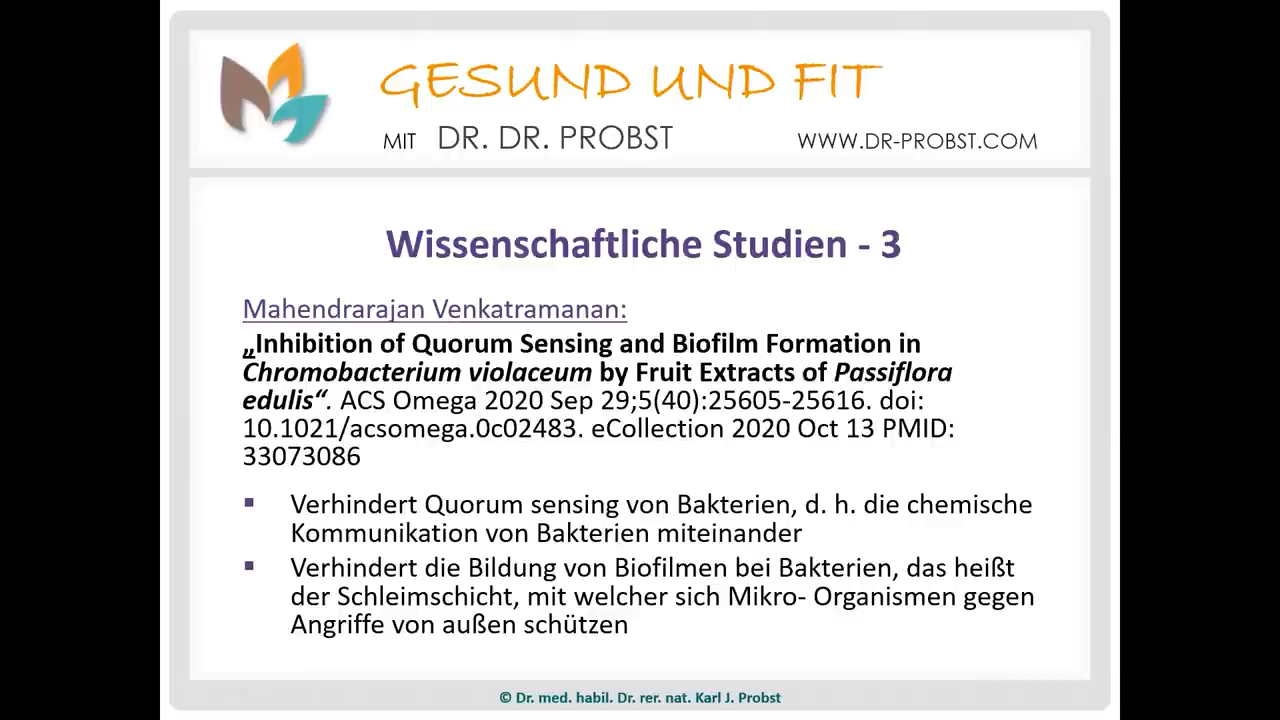 GESUND UND FIT
MIT DR. DR. PROBST WWW.DR-PROBST.COM
Wissenschaftliche Studien - 3
Mahendrarajan Venkatramanan:
„Inhibition of Quorum Sensing and Biofilm Formation in
Chromobacterium violaceum by Fruit Extracts of Passiflora
edulis“. ACS Omega 2020 Sep 29;5(40):25605-25616. doi:
10.1021/acsomega.0c02483. eCollection 2020 Oct 13 PMID:
33073086
▪ Verhindert Quorum sensing von Bakterien, d. h. die chemische
Kommunikation von Bakterien miteinander
▪ Verhindert die Bildung von Biofilmen bei Bakterien, das heißt
der Schleimschicht, mit welcher sich Mikro- Organismen gegen
Angriffe von außen schützen
© Dr. med. habil. Dr. rer. nat. Karl J. Probst